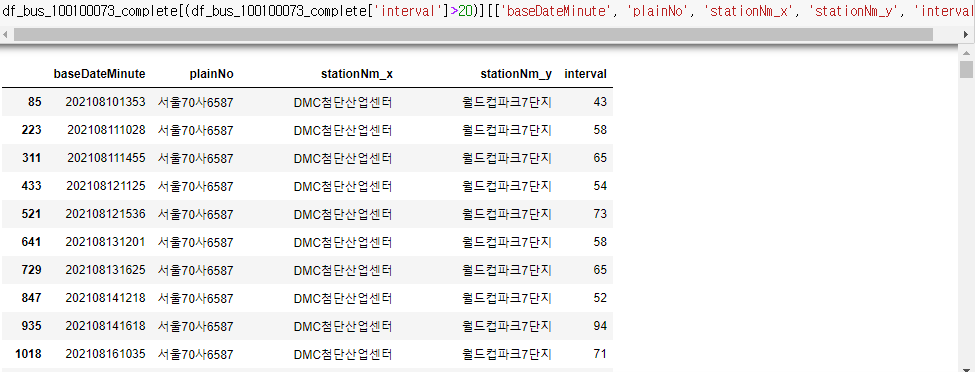 df_bus_100100073_complete[(df_bus_100100073_complete['interval']>20)][['baseDateMinute', 'plainNo', 'stationNm_x', 'stationNm_y', 'interval
baseDateMinute plainNo stationNm_x stationNm_y interval
85 202108101353 서울70사6587 DMC첨단산업센터 월드컵파크7단지 43
223 202108111028 서울70사6587 DMC첨단산업센터 월드컵파크7단지 58
311 202108111455 서울70사6587 DMC첨단산업센터 월드컵파크7단지 65
433 202108121125 서울70사6587 DMC첨단산업센터 월드컵파크7단지 54
521 202108121536 서울70사6587 DMC첨단산업센터 월드컵파크7단지 73
641 202108131201 서울70사6587 DMC첨단산업센터 월드컵파크7단지 58
729 202108131625 서울70사6587 DMC첨단산업센터 월드컵파크7단지 65
847 202108141218 서울70사6587 DMC첨단산업센터 월드컵파크7단지 52
935 202108141618 서울70사6587 DMC첨단산업센터 월드컵파크7단지 94
1018 202108161035 서울70사6587 DMC첨단산업센터 월드컵파크7단지 71